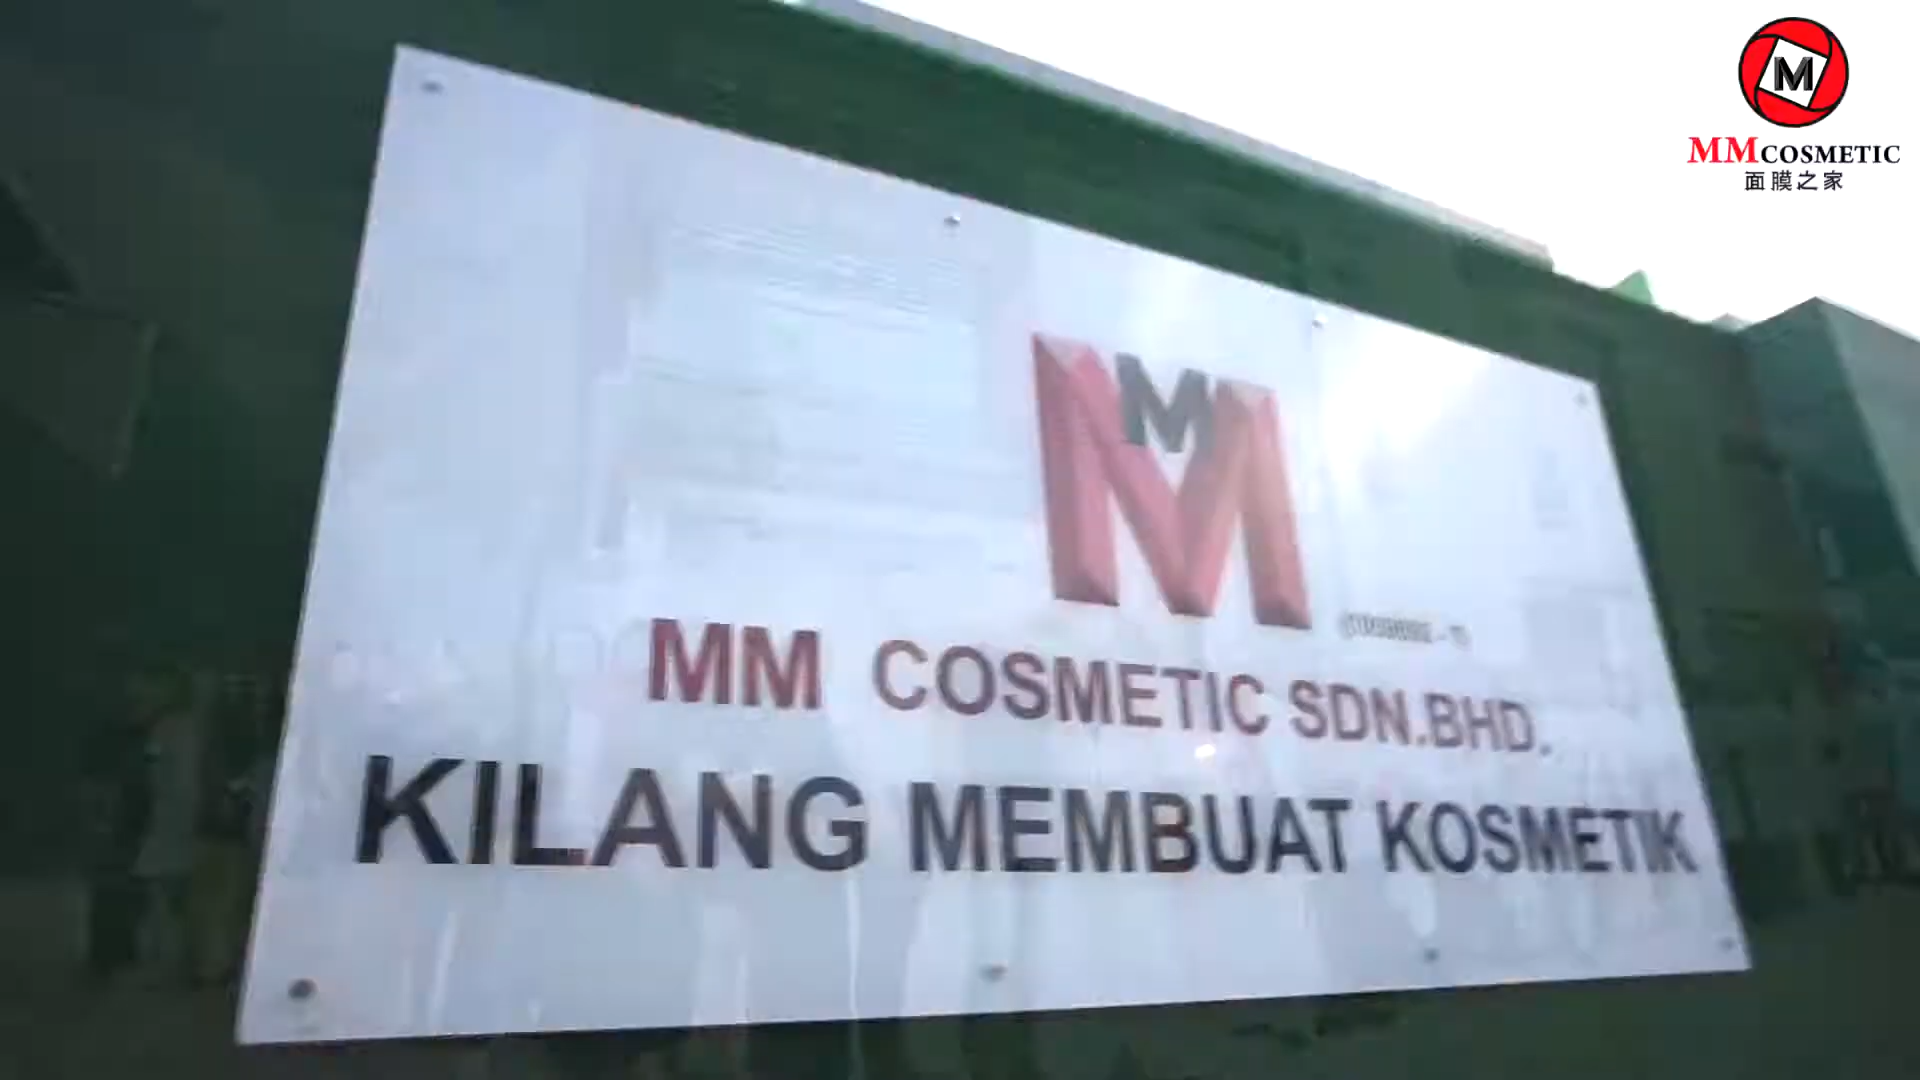 M
MM COSMETIC
面膜之家
M
M
MM COSMETIC SDN.BHD.
KILANG MEMBUAT KOSMETIK